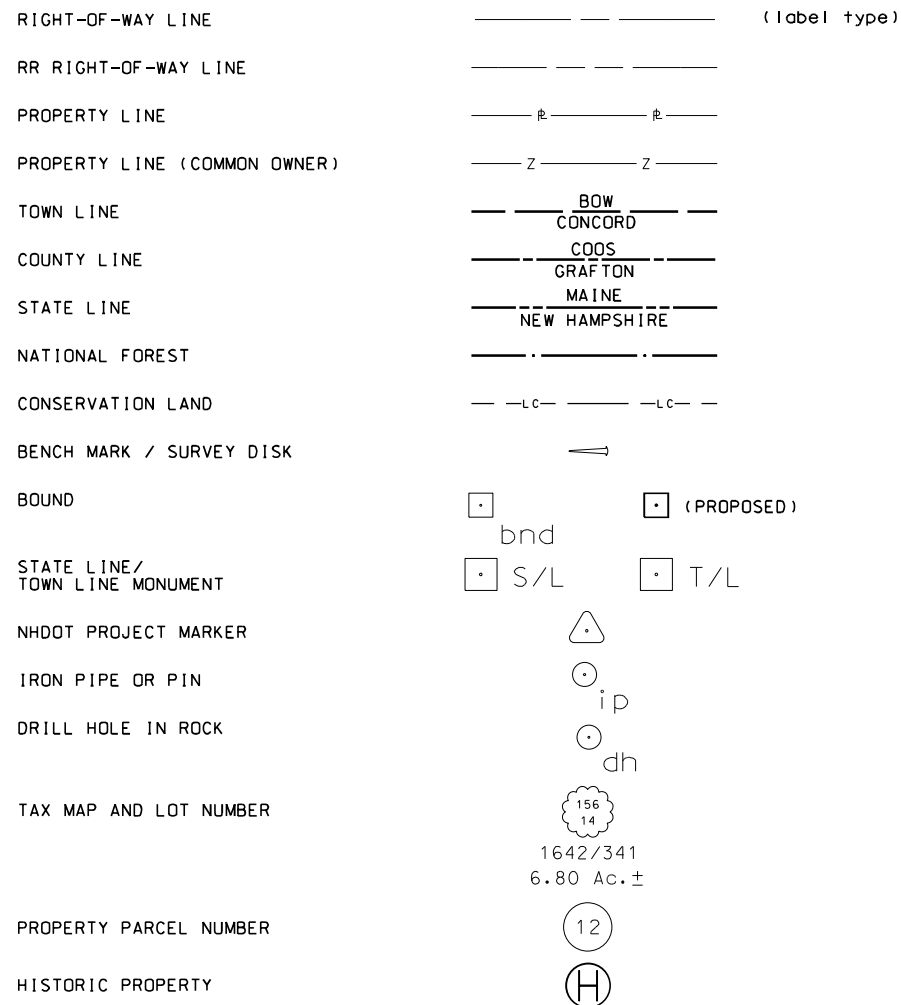 RIGHT-OF-WAY LINE (label type)
RR RIGHT-OF-WAY LINE
PROPERTY LINE ⅊ ⅊
PROPERTY LINE (COMMON OWNER) Z Z
TOWN LINE BOW
CONCORD
COUNTY LINE COOS
GRAFTON
STATE LINE MAINE
NEW HAMPSHIRE
NATIONAL FOREST
CONSERVATION LAND LC LC
BENCH MARK / SURVEY DISK
BOUND (PROPOSED)
bnd
STATE LINE/
TOWN LINE MONUMENT S/L T/L
NHDOT PROJECT MARKER
IRON PIPE OR PIN
ip
DRILL HOLE IN ROCK
dh
TAX MAP AND LOT NUMBER 156
14
1642/341
6.80 Ac.±
PROPERTY PARCEL NUMBER 12
HISTORIC PROPERTY H